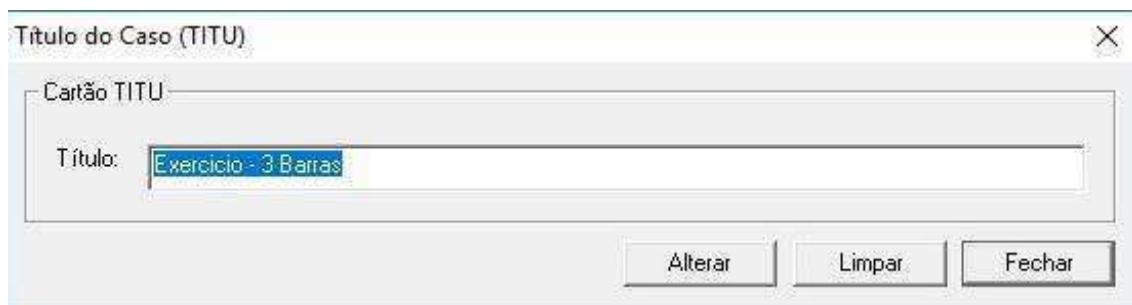 Título do Caso (TITU)
Cartão TITU
Título: Exercicio - 3 Barras
Alterar Limpar Fechar